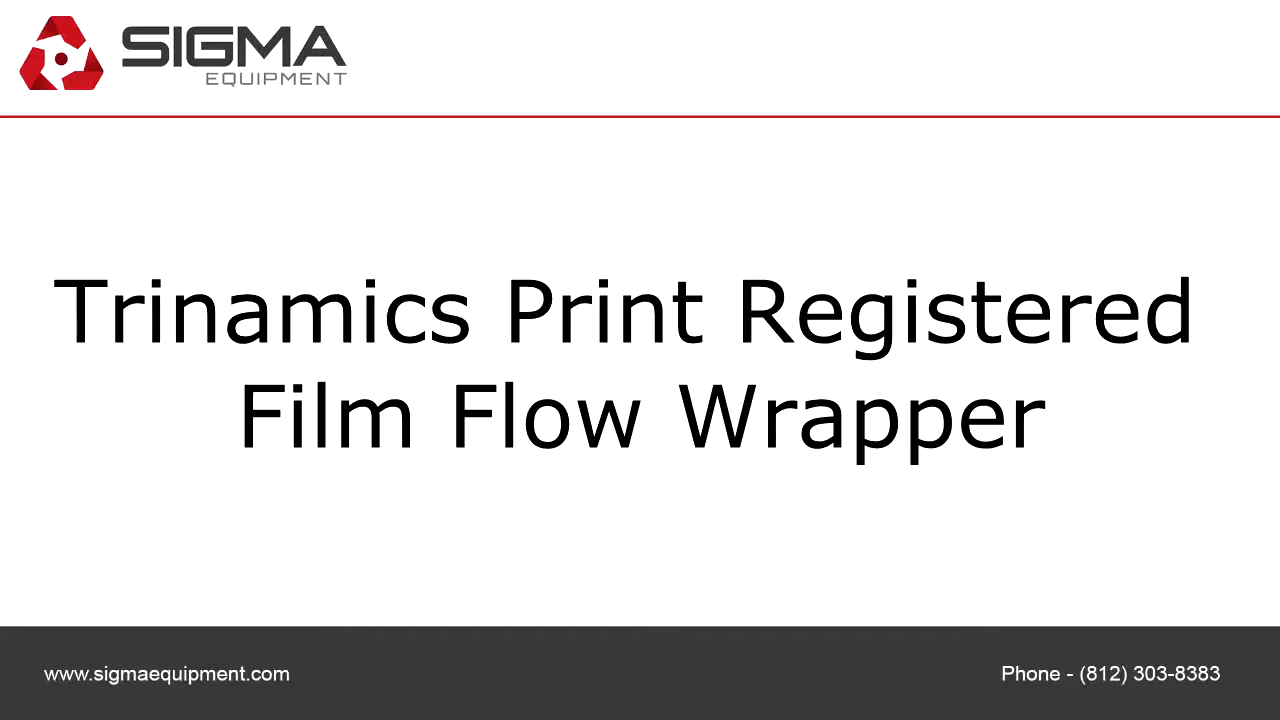 SIGMA
EQUIPMENT
Trinamics Print Registered
Film Flow Wrapper
www.sigmaequipment.com
Phone - (812) 303-8383